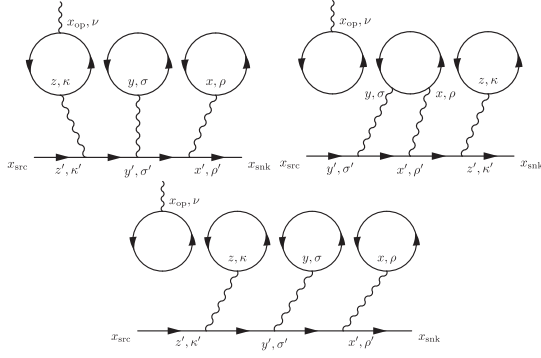 x_op, ν
z, κ y, σ x, ρ
x_src z′, κ′ y′, σ′ x′, ρ′ x_snk
x_op, ν
z, κ
y, σ x, ρ
x_src y′, σ′ x′, ρ′ z′, κ′ x_snk
x_op, ν
z, κ y, σ x, ρ
x_src z′, κ′ y′, σ′ x′, ρ′ x_snk